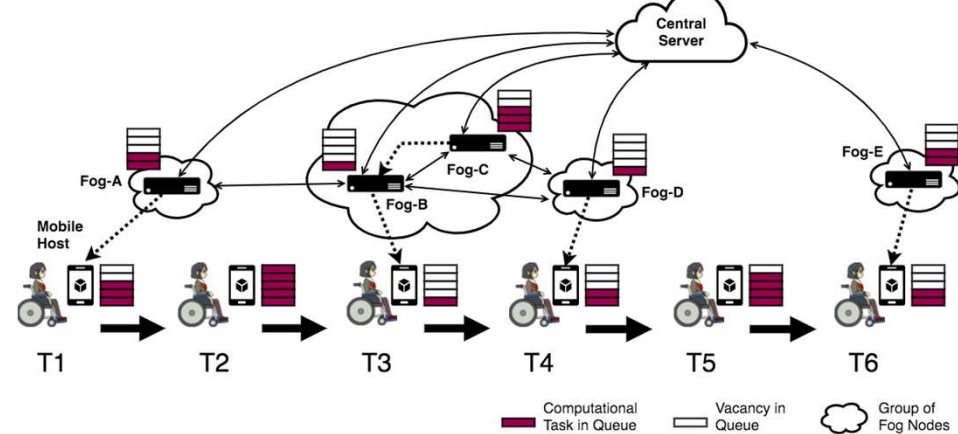 Central
Server
Fog-A
Fog-C
Fog-B
Fog-D
Fog-E
Mobile
Host
T1
T2
T3
T4
T5
T6
Computational
Task in Queue
Vacancy in
Queue
Group of
Fog Nodes